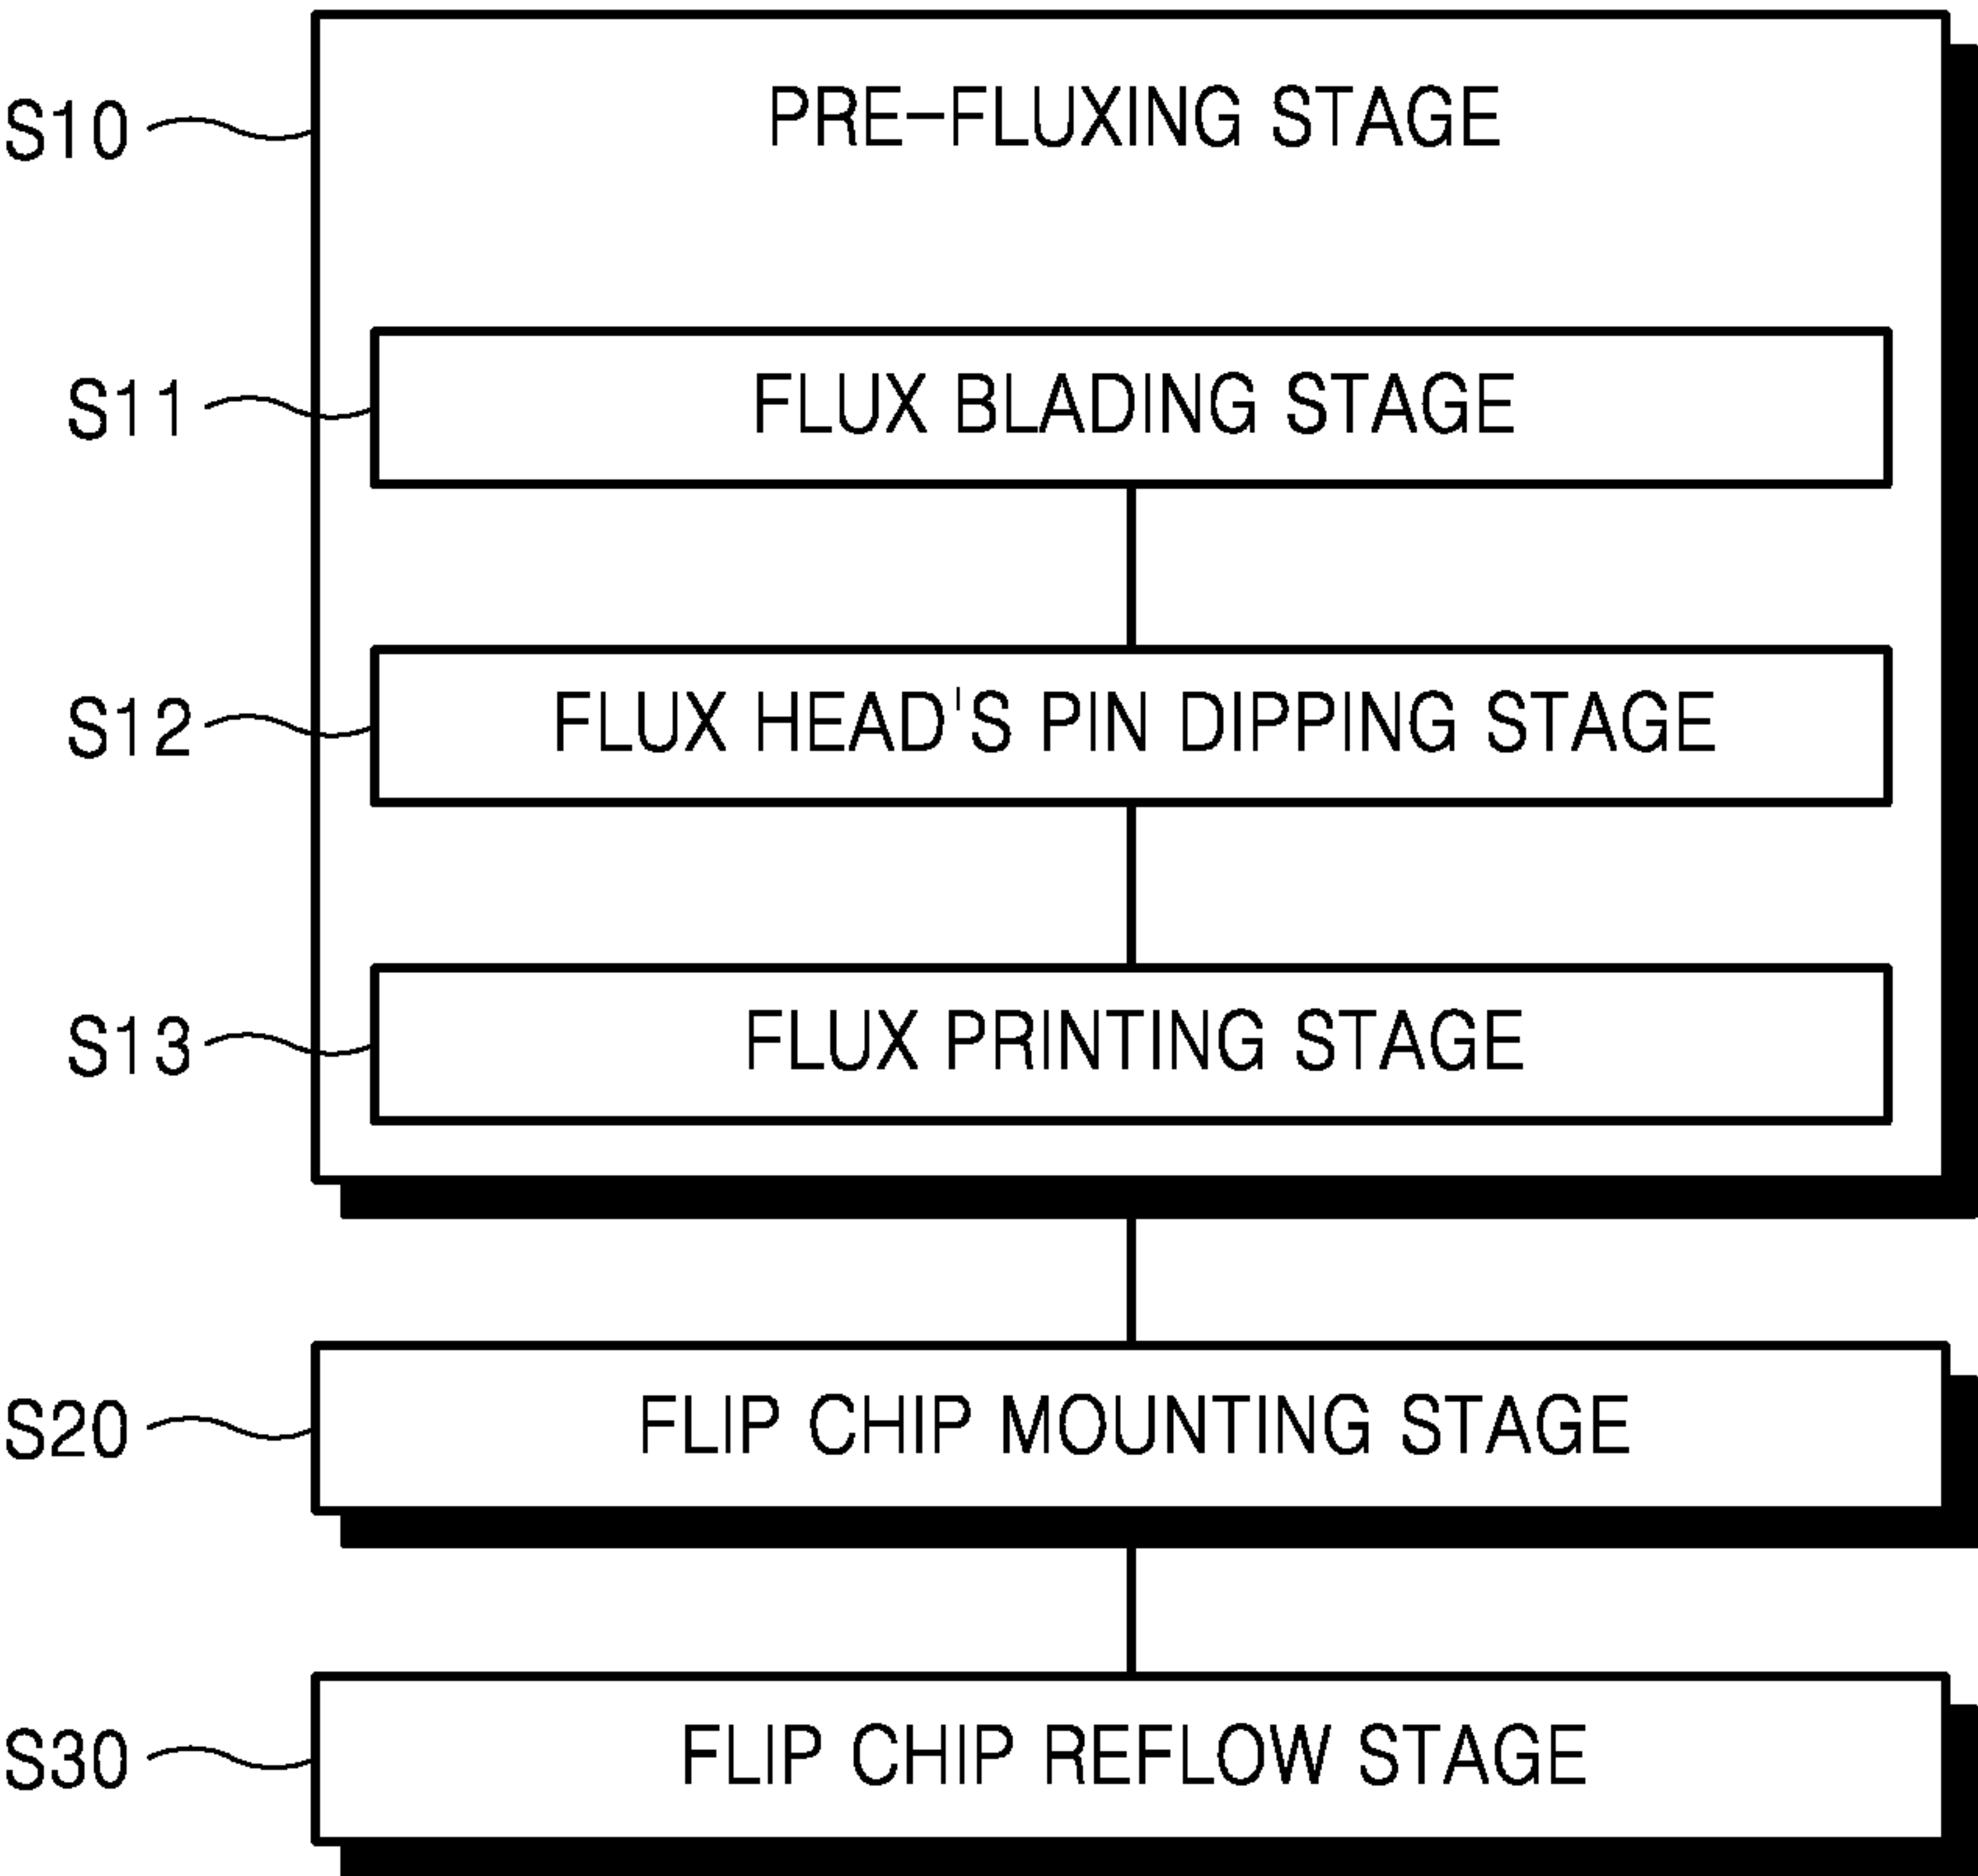 S10 PRE-FLUXING STAGE
S11 FLUX BLADING STAGE
S12 FLUX HEAD'S PIN DIPPING STAGE
S13 FLUX PRINTING STAGE
S20 FLIP CHIP MOUNTING STAGE
S30 FLIP CHIP REFLOW STAGE